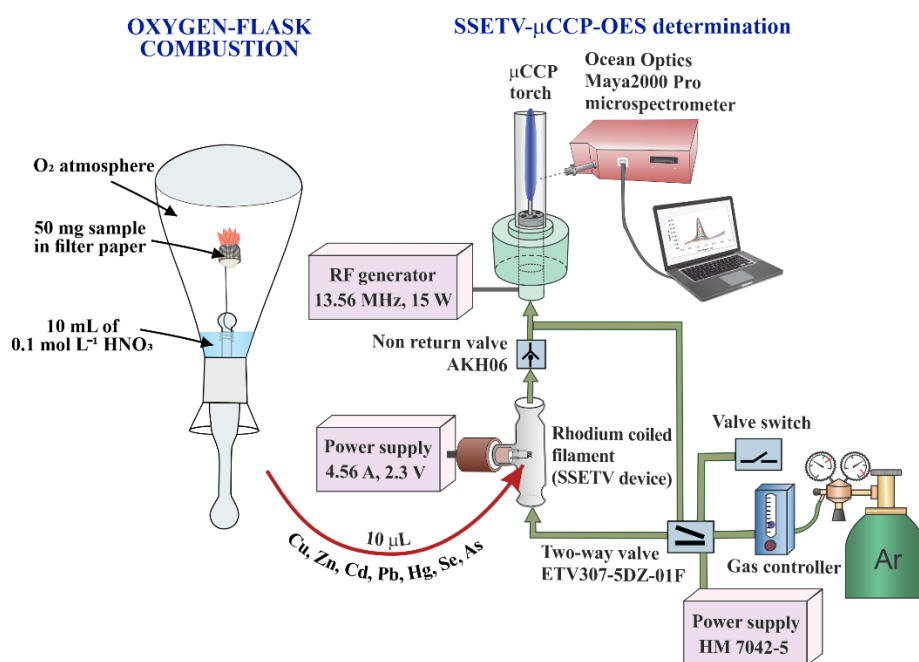 OXYGEN-FLASK
COMBUSTION
O₂ atmosphere
50 mg sample
in filter paper
10 mL of
0.1 mol L⁻¹ HNO₃
SSETV-μCCP-OES determination
μCCP
torch
Ocean Optics
Maya2000 Pro
microspectrometer
RF generator
13.56 MHz, 15 W
Non return valve
AKH06
Power supply
4.56 A, 2.3 V
Rhodium coiled
filament
(SSETV device)
Valve switch
10 μL
Cu, Zn, Cd, Pb, Hg, Se, As
Two-way valve
ETV307-5DZ-01F
Gas controller
Ar
Power supply
HM 7042-5